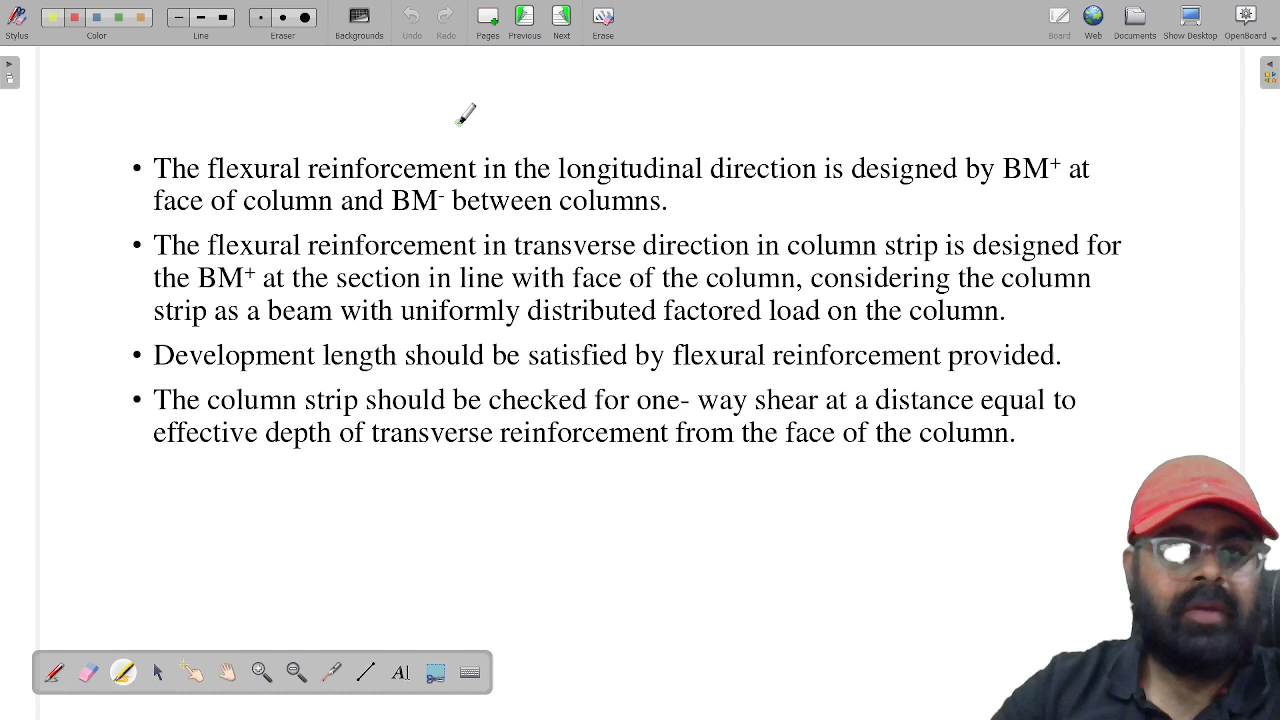 Stylus Color Line Eraser Backgrounds Undo Redo Pages Previous Next Erase Board Web Documents Show Desktop OpenBoard
• The flexural reinforcement in the longitudinal direction is designed by BM⁺ at
face of column and BM⁻ between columns.
• The flexural reinforcement in transverse direction in column strip is designed for
the BM⁺ at the section in line with face of the column, considering the column
strip as a beam with uniformly distributed factored load on the column.
• Development length should be satisfied by flexural reinforcement provided.
• The column strip should be checked for one- way shear at a distance equal to
effective depth of transverse reinforcement from the face of the column.